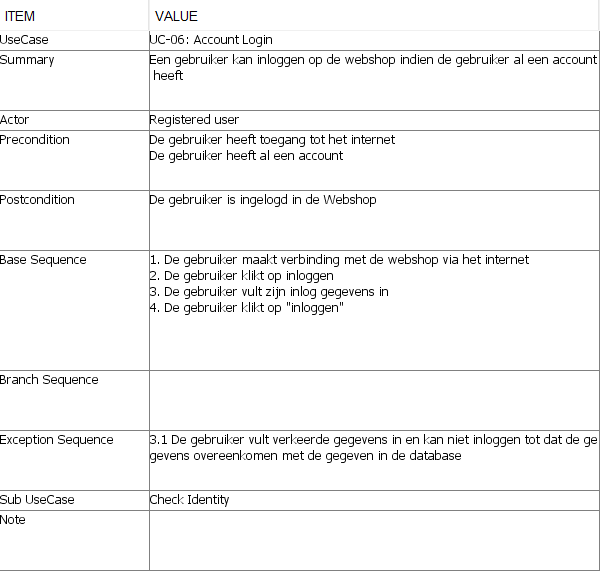 ITEM VALUE
UseCase UC-06: Account Login
Summary Een gebruiker kan inloggen op de webshop indien de gebruiker al een account
heeft
Actor Registered user
Precondition De gebruiker heeft toegang tot het internet
De gebruiker heeft al een account
Postcondition De gebruiker is ingelogd in de Webshop
Base Sequence 1. De gebruiker maakt verbinding met de webshop via het internet
2. De gebruiker klikt op inloggen
3. De gebruiker vult zijn inlog gegevens in
4. De gebruiker klikt op "inloggen"
Branch Sequence
Exception Sequence 3.1 De gebruiker vult verkeerde gegevens in en kan niet inloggen tot dat de ge
gevens overeenkomen met de gegeven in de database
Sub UseCase Check Identity
Note